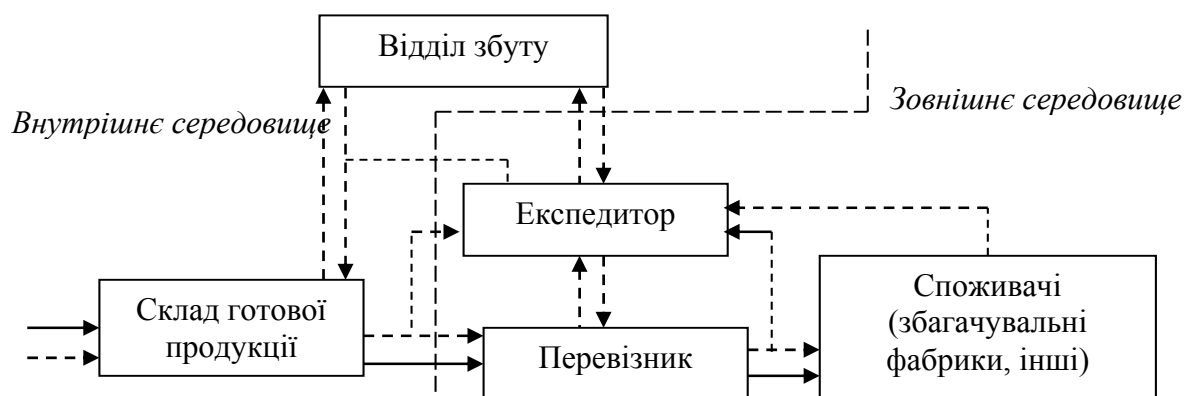 Відділ збуту
Внутрішнє середовище
Зовнішнє середовище
Експедитор
Склад готової
продукції
Перевізник
Споживачі
(збагачувальні
фабрики, інші)